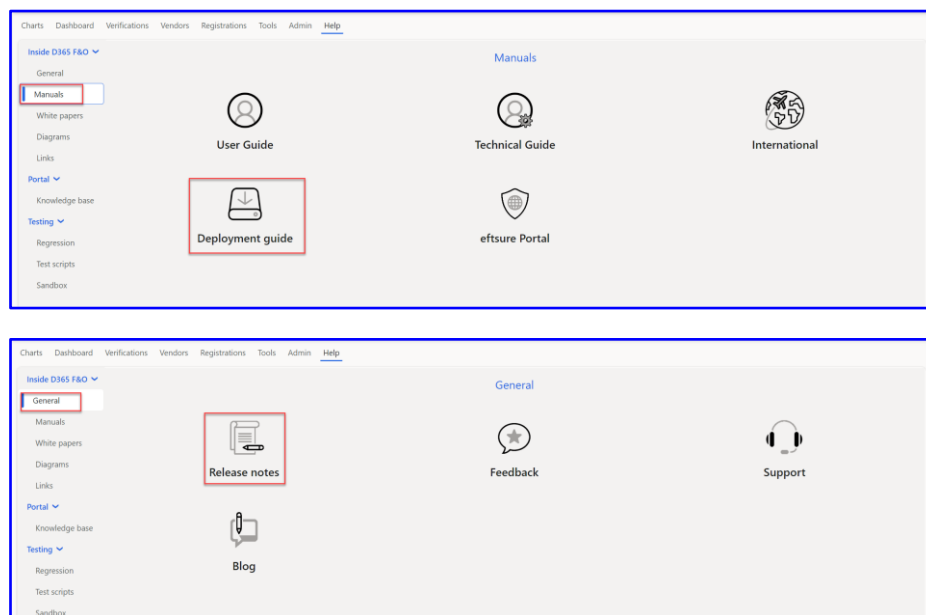 Charts Dashboard Verifications Vendors Registrations Tools Admin Help
Inside D365 F&O
General
Manuals
White papers
Diagrams
Links
Portal
Knowledge base
Testing
Regression
Test scripts
Sandbox
Manuals
User Guide Technical Guide International
Deployment guide eftsure Portal
Charts Dashboard Verifications Vendors Registrations Tools Admin Help
Inside D365 F&O
General
Manuals
White papers
Diagrams
Links
Portal
Knowledge base
Testing
Regression
Test scripts
Sandbox
General
Release notes Feedback Support
Blog